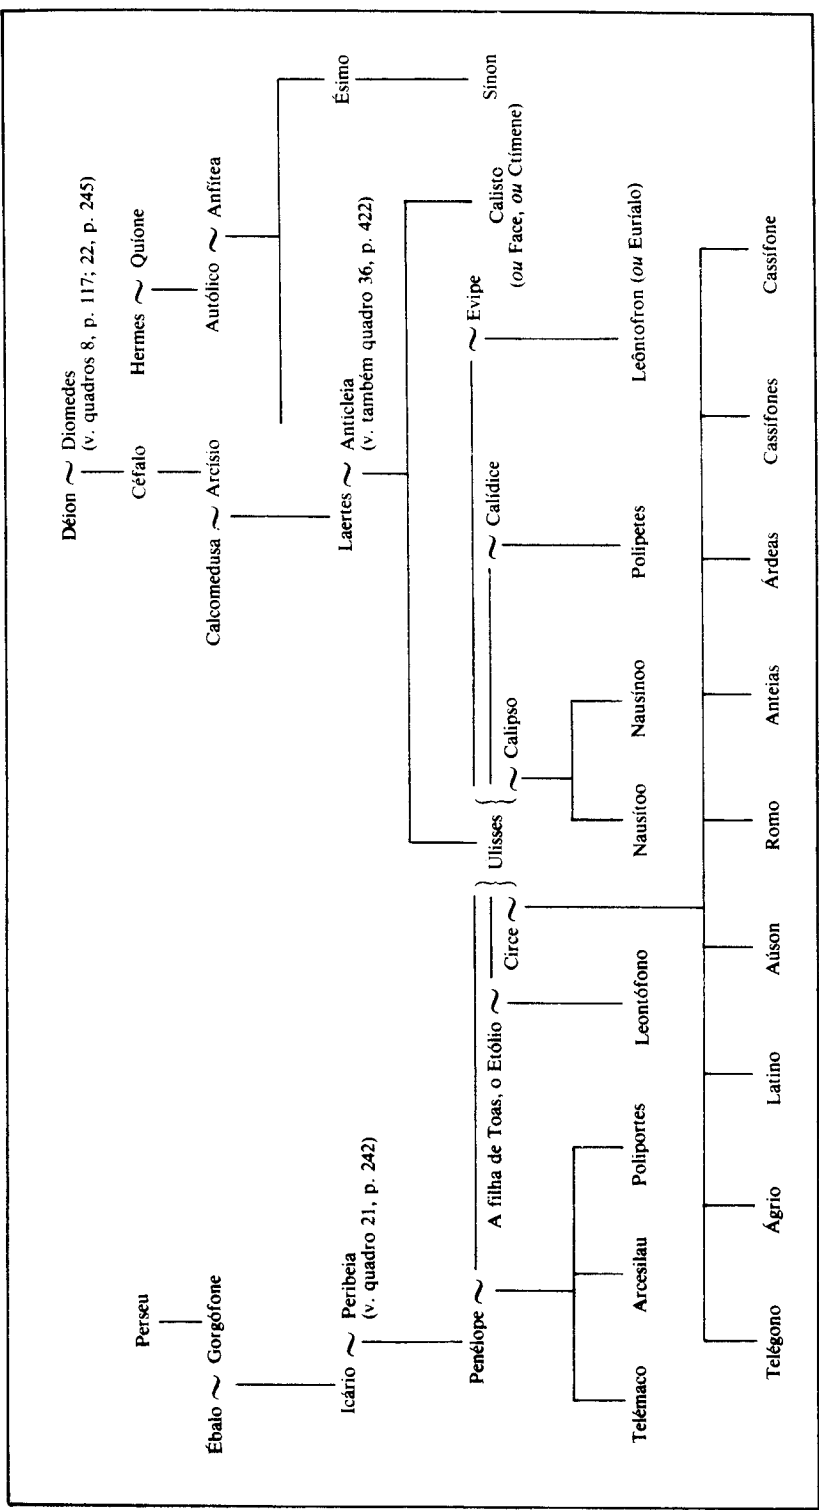 Déion ~ Diomedes
(v. quadros 8, p. 117; 22, p. 245)
Perseu
Céfalo
Hermes ~ Quione
Ébalo ~ Gorgófone
Calcomedusa ~ Arcísio
Autólico ~ Anfítea
Icário ~ Peribeia
(v. quadro 21, p. 242)
Laertes ~ Anticleia
(v. também quadro 36, p. 422)
Ésimo
Penélope ~
Ulisses
~ Evipe
Calisto
(ou Face, ou Ctímene)
Sínon
A filha de Toas, o Etólio ~
Circe ~
~ Calipso
~ Calídice
Telémaco
Arcesilau
Poliportes
Leontófono
Nausítoo
Nausínoo
Polipetes
Leôntofron (ou Euríalo)
Telégono
Ágrio
Latino
Aúson
Romo
Anteias
Árdeas
Cassífones
Cassífone